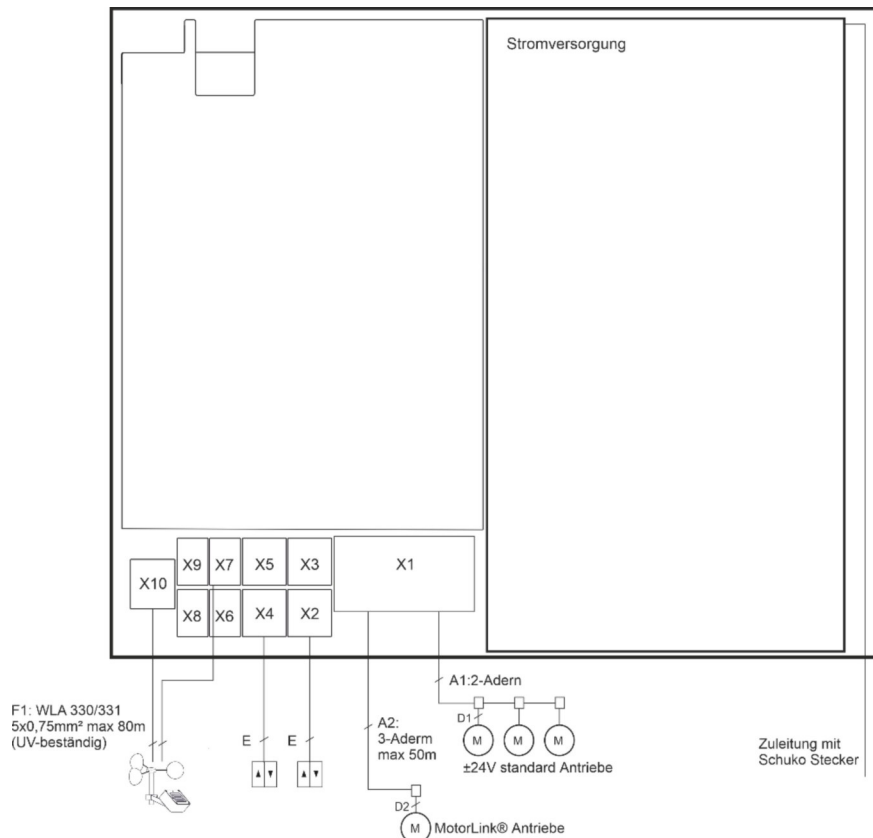 Stromversorgung
X9
X7
X5
X3
X1
X10
X8
X6
X4
X2
A1:2-Adern
F1: WLA 330/331
5x0,75mm² max 80m
(UV-beständig)
E
E
A2:
3-Aderm
max 50m
D1
M
M
M
±24V standard Antriebe
Zuleitung mit
Schuko Stecker
D2
M
MotorLink® Antriebe